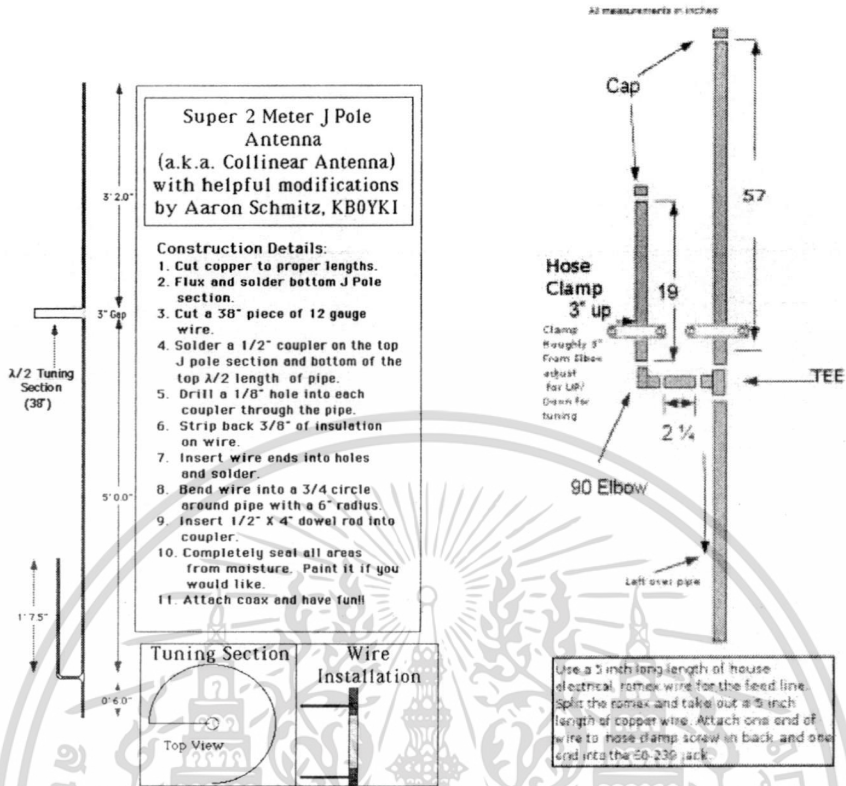 All measurements in inches
Super 2 Meter J Pole
Antenna
(a.k.a. Collinear Antenna)
with helpful modifications
by Aaron Schmitz, KB0YKI
Construction Details:
1. Cut copper to proper lengths.
2. Flux and solder bottom J Pole
section.
3. Cut a 38" piece of 12 gauge
wire.
4. Solder a 1/2" coupler on the top
J pole section and bottom of the
top λ/2 length of pipe.
5. Drill a 1/8" hole into each
coupler through the pipe.
6. Strip back 3/8" of insulation
on wire.
7. Insert wire ends into holes
and solder.
8. Bend wire into a 3/4 circle
around pipe with a 6" radius.
9. Insert 1/2" X 4" dowel rod into
coupler.
10. Completely seal all areas
from moisture. Paint it if you
would like.
11. Attach coax and have fun!!
3' 2.0"
3" Gap
λ/2 Tuning
Section
(38")
5' 0.0"
1' 7.5"
0' 6.0"
Tuning Section
Top View
Wire
Installation
Cap
57
19
Hose
Clamp
3" up
Clamp
Roughly 3"
From Elbow
adjust
for UP/
Down for
tuning
TEE
2 ¼
90 Elbow
Left over pipe
Use a 5 inch long length of house
electrical romex wire for the feed line.
Split the romex and take out a 5 inch
length of copper wire. Attach one end of
wire to hose clamp screw in back and one
end into the SO-239 jack.